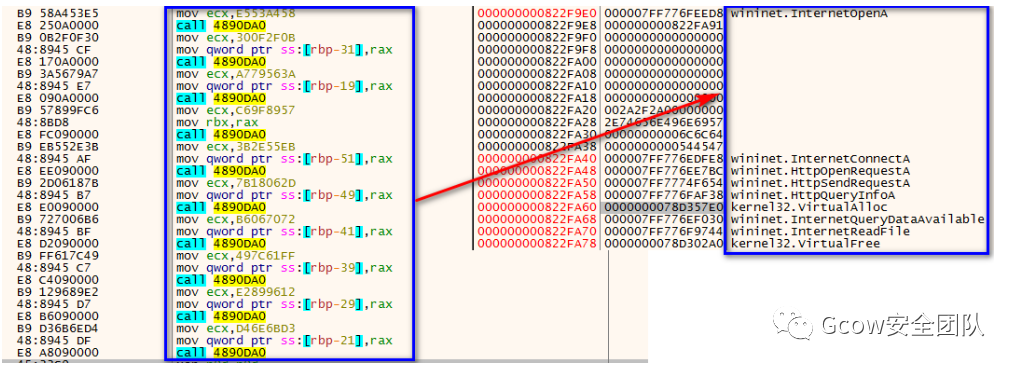 B9 58A453E5 mov ecx,E553A458 000000000822F9E0 000007FF776FEED8 wininet.InternetOpenA
E8 250A0000 call 4890DA0 000000000822F9E8 000000000822FA91
B9 0B2F0F30 mov ecx,300F2F0B 000000000822F9F0 0000000000000000
48:8945 CF mov qword ptr ss:[rbp-31],rax 000000000822F9F8 0000000000000000
E8 170A0000 call 4890DA0 000000000822FA00 0000000000000000
B9 3A5679A7 mov ecx,A779563A 000000000822FA08 0000000000000000
48:8945 E7 mov qword ptr ss:[rbp-19],rax 000000000822FA10 0000000000000000
E8 090A0000 call 4890DA0 000000000822FA18 0000000000000000
B9 57899FC6 mov ecx,C69F8957 000000000822FA20 002A2F2A00000000
48:8BD8 mov rbx,rax 000000000822FA28 2E74656E496E6957
E8 FC090000 call 4890DA0 000000000822FA30 00000000006C6C64
B9 EB552E3B mov ecx,3B2E55EB 000000000822FA38 0000000000544547
48:8945 AF mov qword ptr ss:[rbp-51],rax 000000000822FA40 000007FF776EDFE8 wininet.InternetConnectA
E8 EE090000 call 4890DA0 000000000822FA48 000007FF776EE7BC wininet.HttpOpenRequestA
B9 2D06187B mov ecx,7B18062D 000000000822FA50 000007FF7774F654 wininet.HttpSendRequestA
48:8945 B7 mov qword ptr ss:[rbp-49],rax 000000000822FA58 000007FF776FAF38 wininet.HttpQueryInfoA
E8 E0090000 call 4890DA0 000000000822FA60 0000000078D357E0 kernel32.VirtualAlloc
B9 727006B6 mov ecx,B6067072 000000000822FA68 000007FF776EF030 wininet.InternetQueryDataAvailable
48:8945 BF mov qword ptr ss:[rbp-41],rax 000000000822FA70 000007FF776F9744 wininet.InternetReadFile
E8 D2090000 call 4890DA0 000000000822FA78 0000000078D302A0 kernel32.VirtualFree
B9 FF617C49 mov ecx,497C61FF
48:8945 C7 mov qword ptr ss:[rbp-39],rax
E8 C4090000 call 4890DA0
B9 129689E2 mov ecx,E2899612
48:8945 D7 mov qword ptr ss:[rbp-29],rax
E8 B6090000 call 4890DA0
B9 D36B6ED4 mov ecx,D46E6BD3
48:8945 DF mov qword ptr ss:[rbp-21],rax
E8 A8090000 call 4890DA0
Gcow安全团队